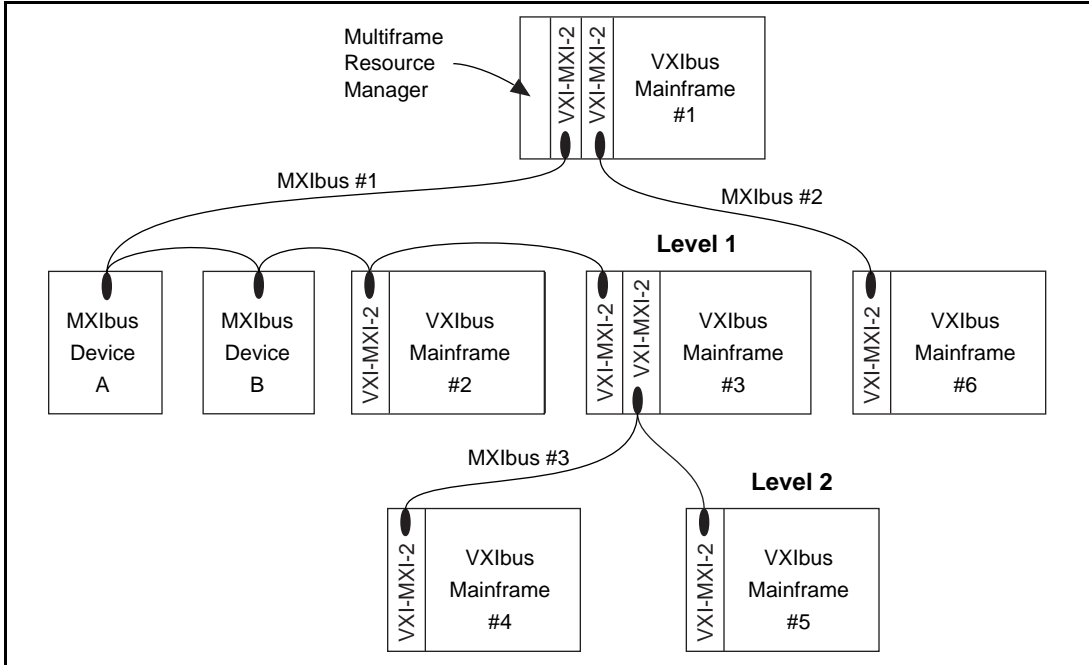 Multiframe
Resource
Manager
VXI-MXI-2
VXI-MXI-2
VXIbus
Mainframe
#1
MXIbus #1
MXIbus #2
Level 1
MXIbus
Device
A
MXIbus
Device
B
VXI-MXI-2
VXIbus
Mainframe
#2
VXI-MXI-2
VXI-MXI-2
VXIbus
Mainframe
#3
VXI-MXI-2
VXIbus
Mainframe
#6
MXIbus #3
Level 2
VXI-MXI-2
VXIbus
Mainframe
#4
VXI-MXI-2
VXIbus
Mainframe
#5